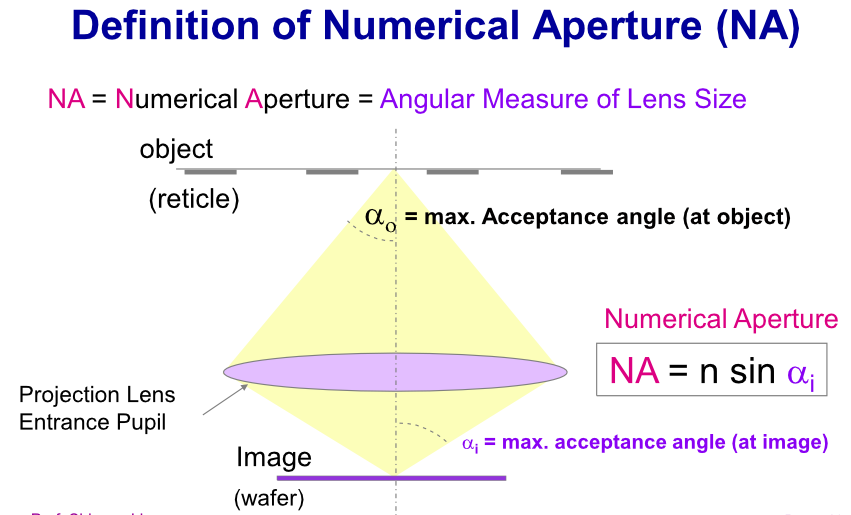 Definition of Numerical Aperture (NA)
NA = Numerical Aperture = Angular Measure of Lens Size
object
(reticle)
αo = max. Acceptance angle (at object)
Numerical Aperture
NA = n sin αi
Projection Lens
Entrance Pupil
αi = max. acceptance angle (at image)
Image
(wafer)